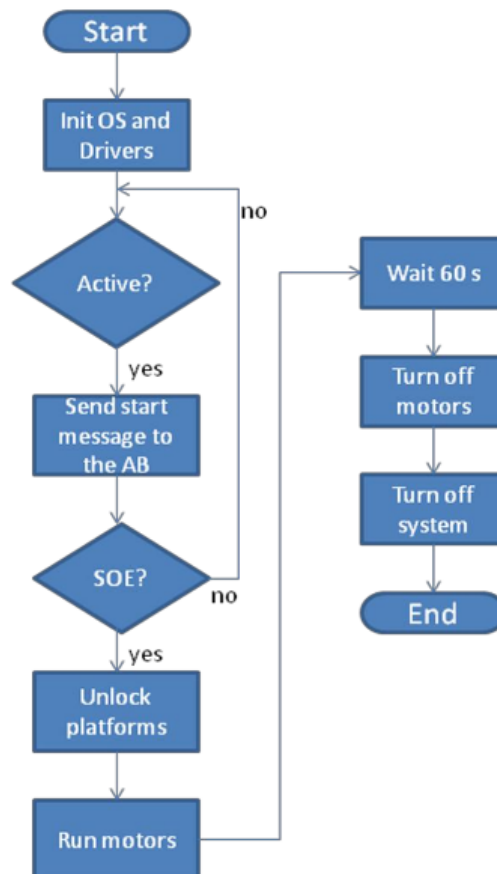 Start
Init OS and
Drivers
no
Active?
yes
Send start
message to
the AB
SOE?
no
yes
Unlock
platforms
Run motors
Wait 60 s
Turn off
motors
Turn off
system
End